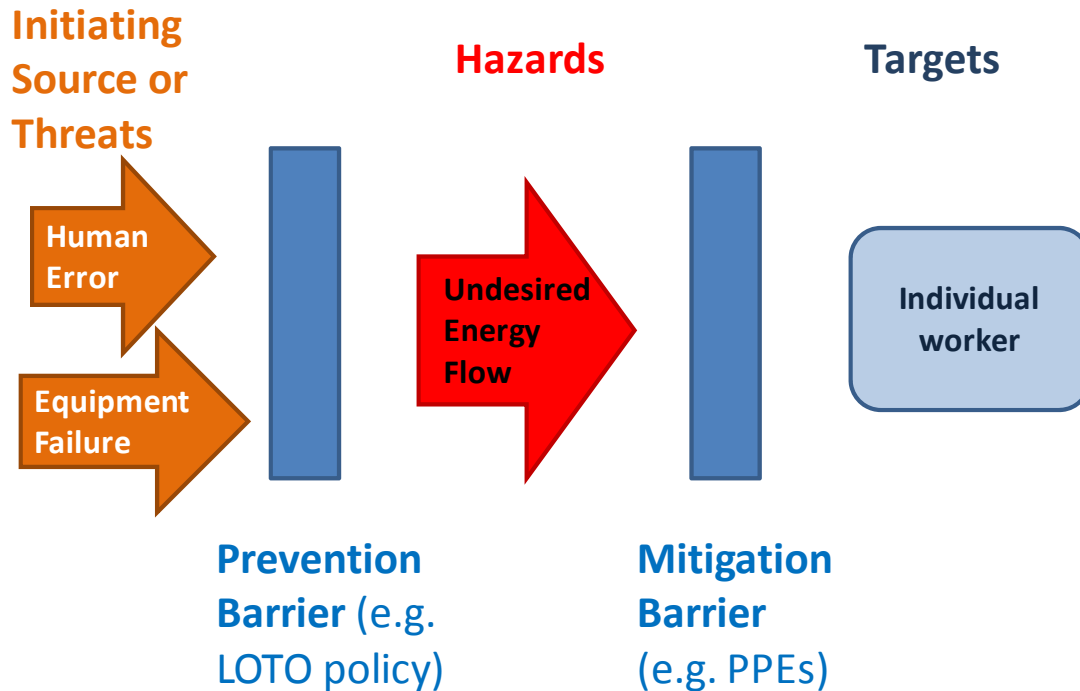 Initiating
Source or
Threats
Hazards
Targets
Human
Error
Equipment
Failure
Undesired
Energy
Flow
Individual
worker
Prevention
Barrier (e.g.
LOTO policy)
Mitigation
Barrier
(e.g. PPEs)